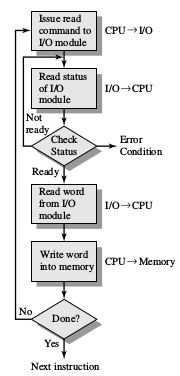 Issue read
command to
I/O module
CPU → I/O
Read status
of I/O
module
I/O → CPU
Not
ready
Check
Status
Error
Condition
Ready
Read word
from I/O
module
I/O → CPU
Write word
into memory
CPU → Memory
No
Done?
Yes
Next instruction